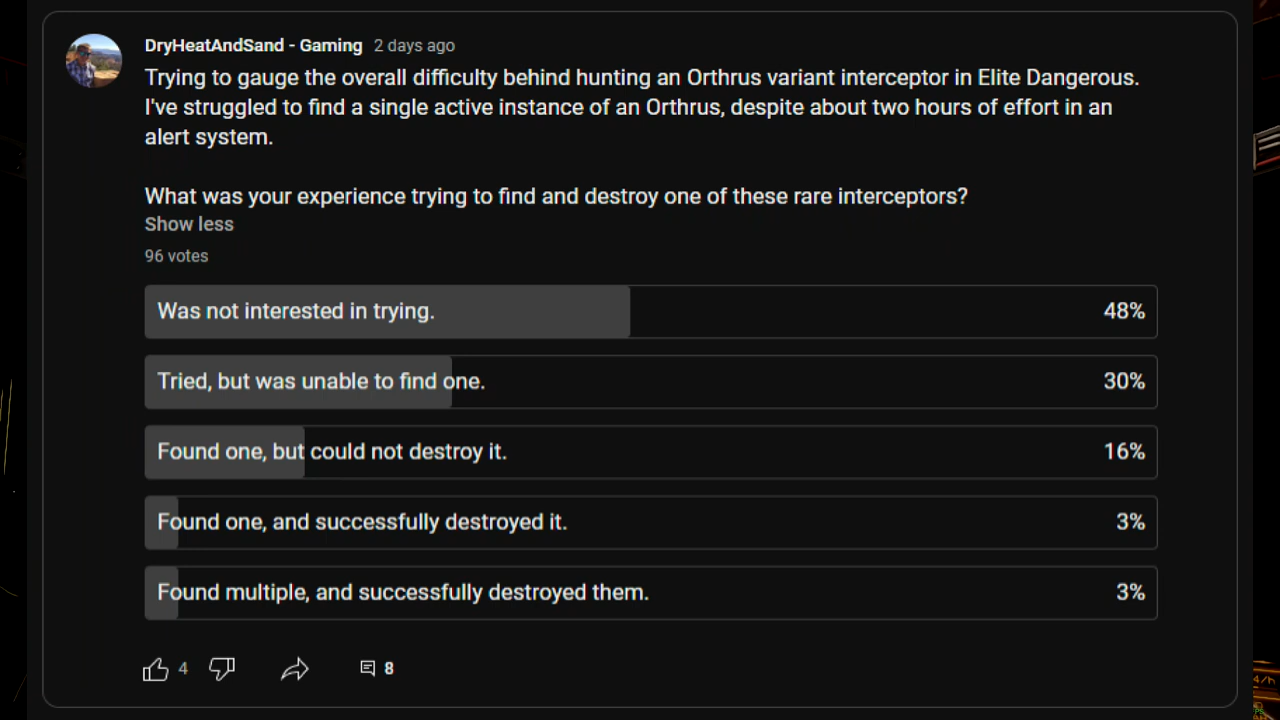 DryHeatAndSand - Gaming 2 days ago
Trying to gauge the overall difficulty behind hunting an Orthrus variant interceptor in Elite Dangerous.
I've struggled to find a single active instance of an Orthrus, despite about two hours of effort in an
alert system.
What was your experience trying to find and destroy one of these rare interceptors?
Show less
96 votes
Was not interested in trying. 48%
Tried, but was unable to find one. 30%
Found one, but could not destroy it. 16%
Found one, and successfully destroyed it. 3%
Found multiple, and successfully destroyed them. 3%
4 8
4/h